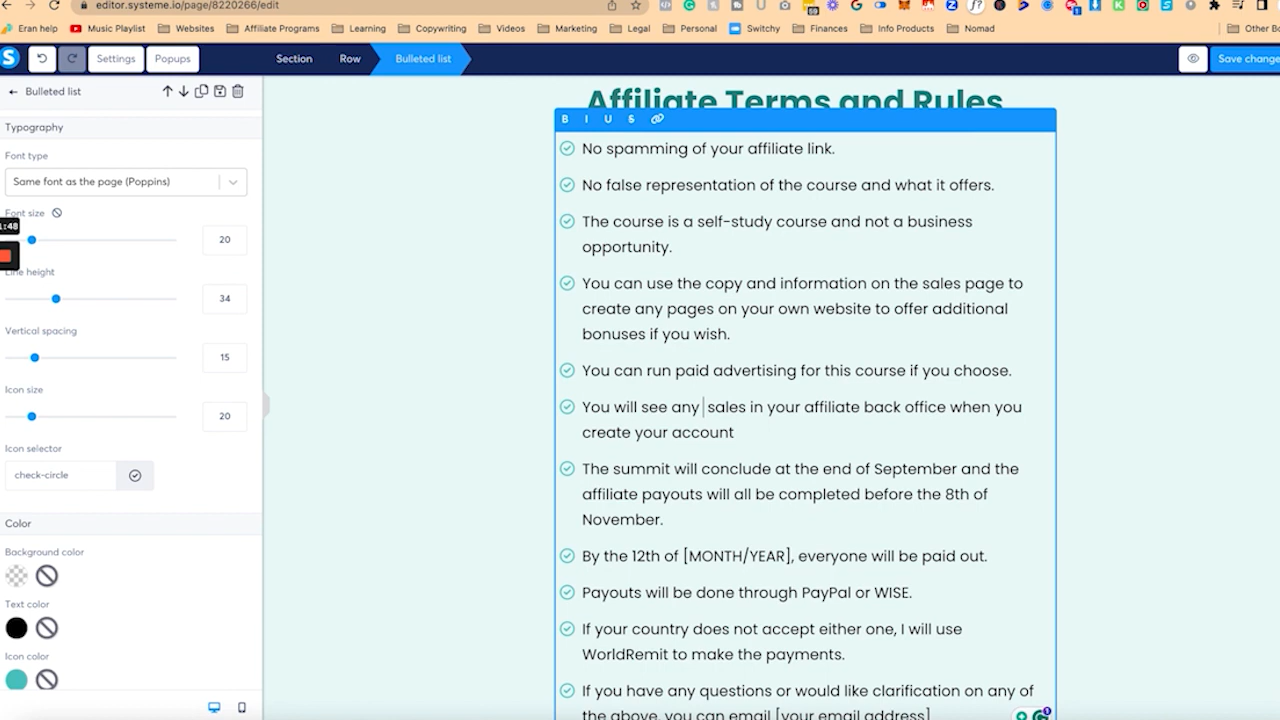 editor.systeme.io/page/8220266/edit
Eran help
Music Playlist
Websites
Affiliate Programs
Learning
Copywriting
Videos
Marketing
Legal
Personal
Switchy
Finances
Info Products
Nomad
Other Bo
S
Settings
Popups
Section
Row
Bulleted list
Save change
Bulleted list
Typography
Font type
Same font as the page (Poppins)
Font size
20
1:48
Line height
34
Vertical spacing
15
Icon size
20
Icon selector
check-circle
Color
Background color
Text color
Icon color
Affiliate Terms and Rules
B I U S
No spamming of your affiliate link.
No false representation of the course and what it offers.
The course is a self-study course and not a business
opportunity.
You can use the copy and information on the sales page to
create any pages on your own website to offer additional
bonuses if you wish.
You can run paid advertising for this course if you choose.
You will see any sales in your affiliate back office when you
create your account
The summit will conclude at the end of September and the
affiliate payouts will all be completed before the 8th of
November.
By the 12th of [MONTH/YEAR], everyone will be paid out.
Payouts will be done through PayPal or WISE.
If your country does not accept either one, I will use
WorldRemit to make the payments.
If you have any questions or would like clarification on any of
the above, you can email [your email address]